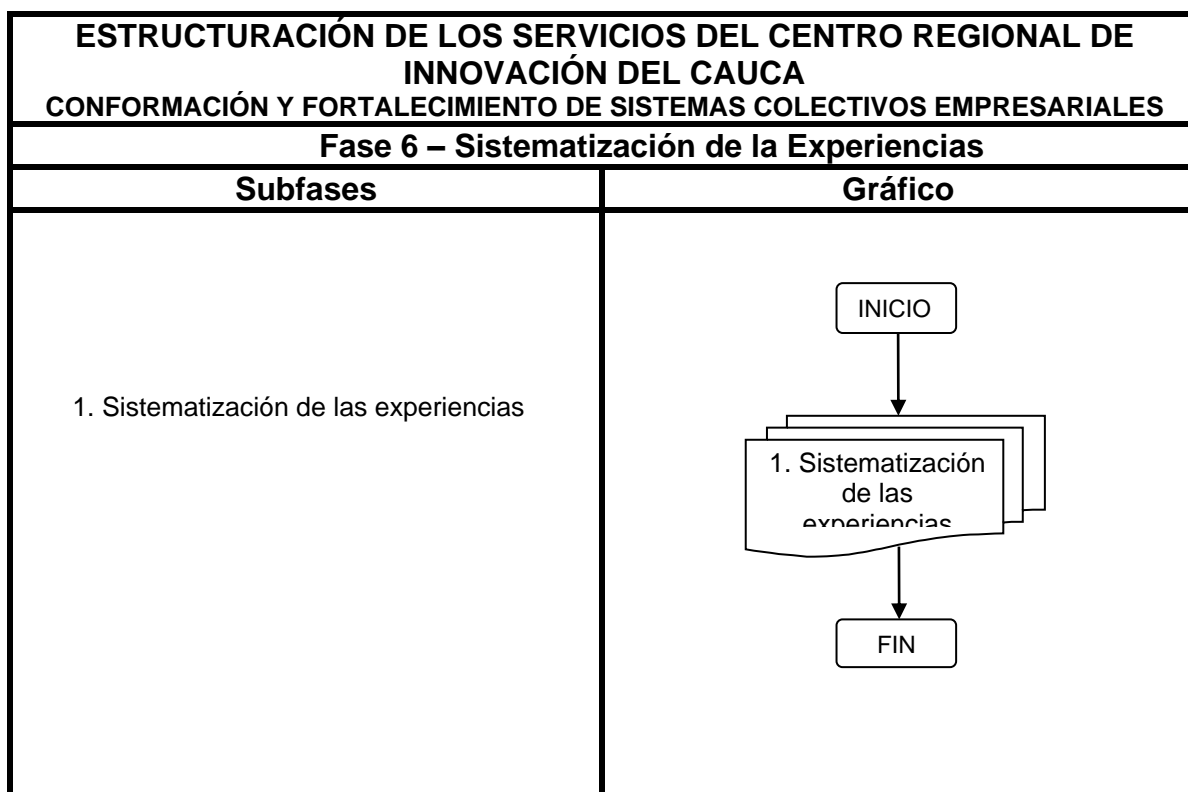 ESTRUCTURACIÓN DE LOS SERVICIOS DEL CENTRO REGIONAL DE
INNOVACIÓN DEL CAUCA
CONFORMACIÓN Y FORTALECIMIENTO DE SISTEMAS COLECTIVOS EMPRESARIALES
Fase 6 – Sistematización de la Experiencias
Subfases
Gráfico
1. Sistematización de las experiencias
INICIO
1. Sistematización
de las
experiencias
FIN